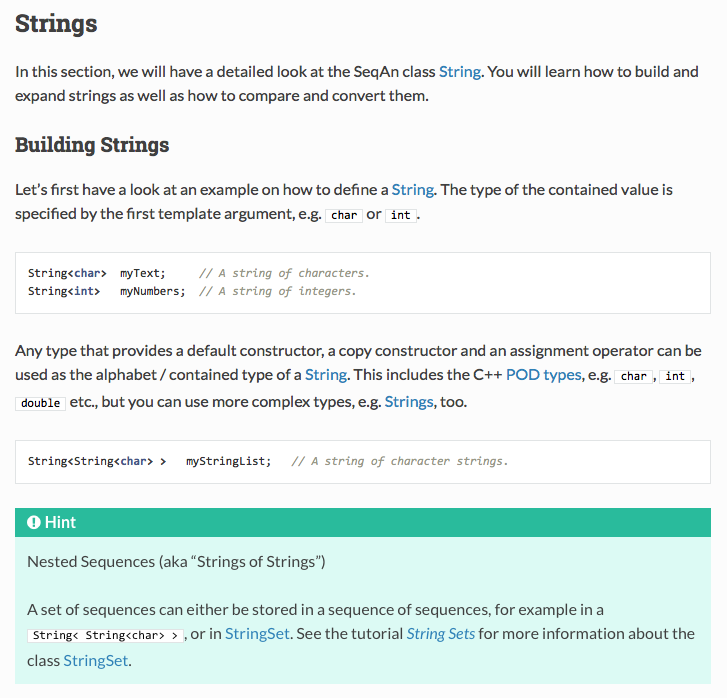 Strings
In this section, we will have a detailed look at the SeqAn class String. You will learn how to build and
expand strings as well as how to compare and convert them.
Building Strings
Let’s first have a look at an example on how to define a String. The type of the contained value is
specified by the first template argument, e.g. char or int .
String<char>  myText;     // A string of characters.
String<int>   myNumbers;  // A string of integers.
Any type that provides a default constructor, a copy constructor and an assignment operator can be
used as the alphabet / contained type of a String. This includes the C++ POD types, e.g. char , int ,
double etc., but you can use more complex types, e.g. Strings, too.
String<String<char> >   myStringList;   // A string of character strings.
Hint
Nested Sequences (aka “Strings of Strings”)
A set of sequences can either be stored in a sequence of sequences, for example in a
String< String<char> > , or in StringSet. See the tutorial String Sets for more information about the
class StringSet.